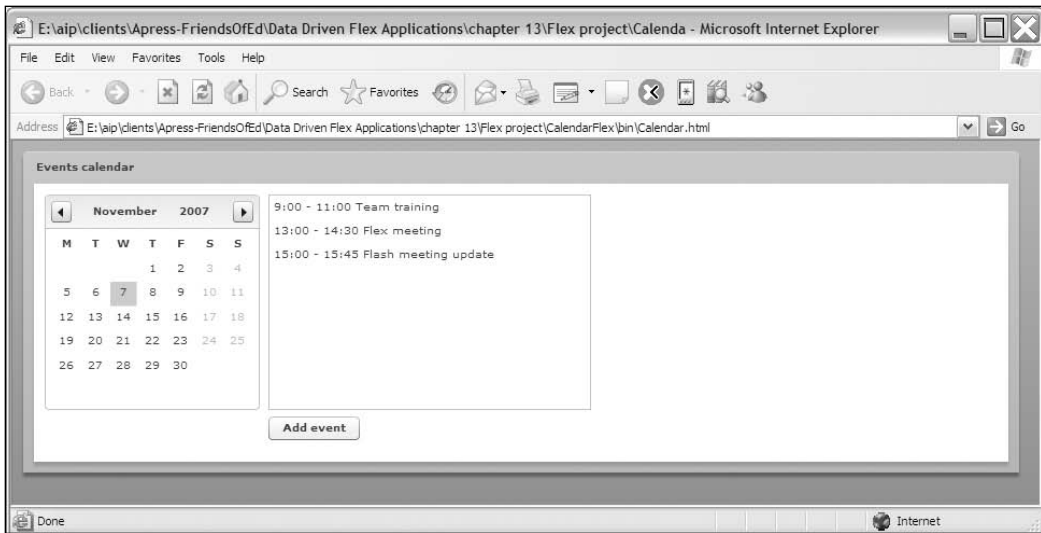 E:\aip\clients\Apress-FriendsOfEd\Data Driven Flex Applications\chapter 13\Flex project\Calenda - Microsoft Internet Explorer
File Edit View Favorites Tools Help
Back Search Favorites
Address E:\aip\clients\Apress-FriendsOfEd\Data Driven Flex Applications\chapter 13\Flex project\CalendarFlex\bin\Calendar.html Go
Events calendar
November 2007
M T W T F S S
1 2 3 4
5 6 7 8 9 10 11
12 13 14 15 16 17 18
19 20 21 22 23 24 25
26 27 28 29 30
9:00 - 11:00 Team training
13:00 - 14:30 Flex meeting
15:00 - 15:45 Flash meeting update
Add event
Done Internet